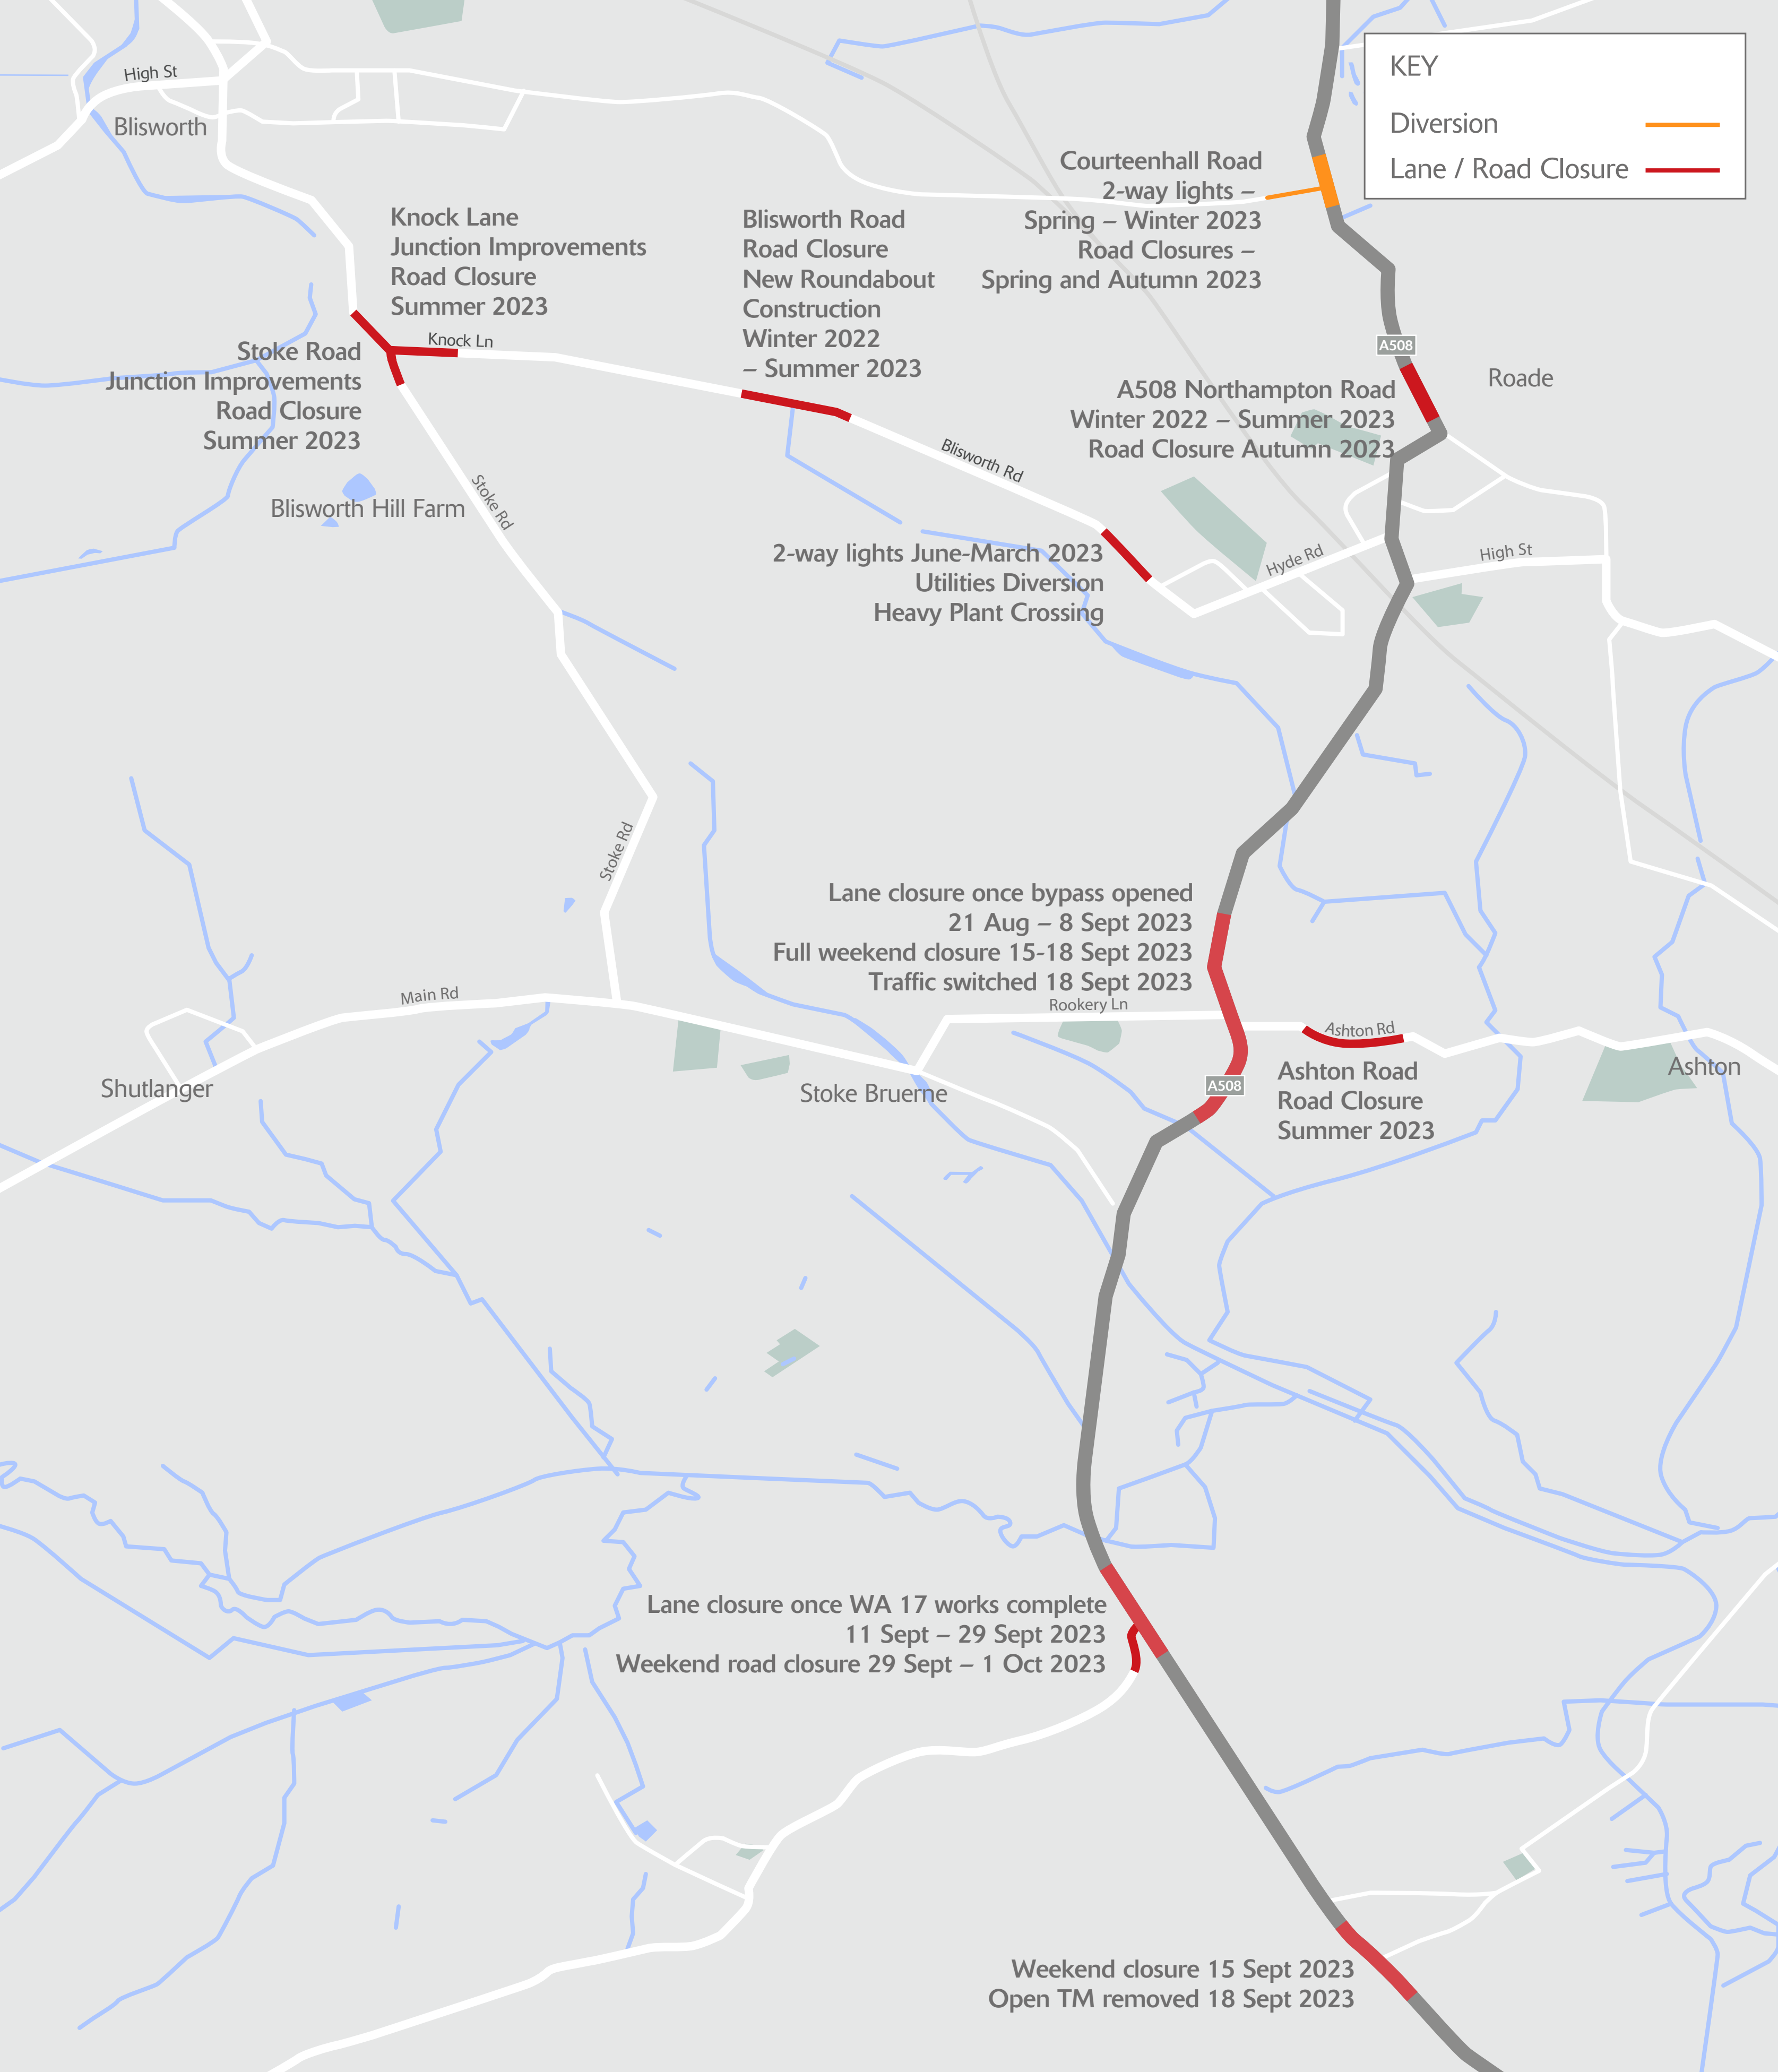 KEY
Diversion
Lane / Road Closure
High St
Blisworth
Courteenhall Road
2-way lights –
Spring – Winter 2023
Road Closures –
Spring and Autumn 2023
Knock Lane
Junction Improvements
Road Closure
Summer 2023
Blisworth Road
Road Closure
New Roundabout
Construction
Winter 2022
– Summer 2023
Knock Ln
Stoke Road
Junction Improvements
Road Closure
Summer 2023
A508
Roade
A508 Northampton Road
Winter 2022 – Summer 2023
Road Closure Autumn 2023
Blisworth Rd
Stoke Rd
Blisworth Hill Farm
2-way lights June-March 2023
Utilities Diversion
Heavy Plant Crossing
Hyde Rd
High St
Stoke Rd
Lane closure once bypass opened
21 Aug – 8 Sept 2023
Full weekend closure 15-18 Sept 2023
Traffic switched 18 Sept 2023
Main Rd
Rookery Ln
Ashton Rd
Shutlanger
Stoke Bruerne
A508
Ashton Road
Road Closure
Summer 2023
Ashton
Lane closure once WA 17 works complete
11 Sept – 29 Sept 2023
Weekend road closure 29 Sept – 1 Oct 2023
Weekend closure 15 Sept 2023
Open TM removed 18 Sept 2023